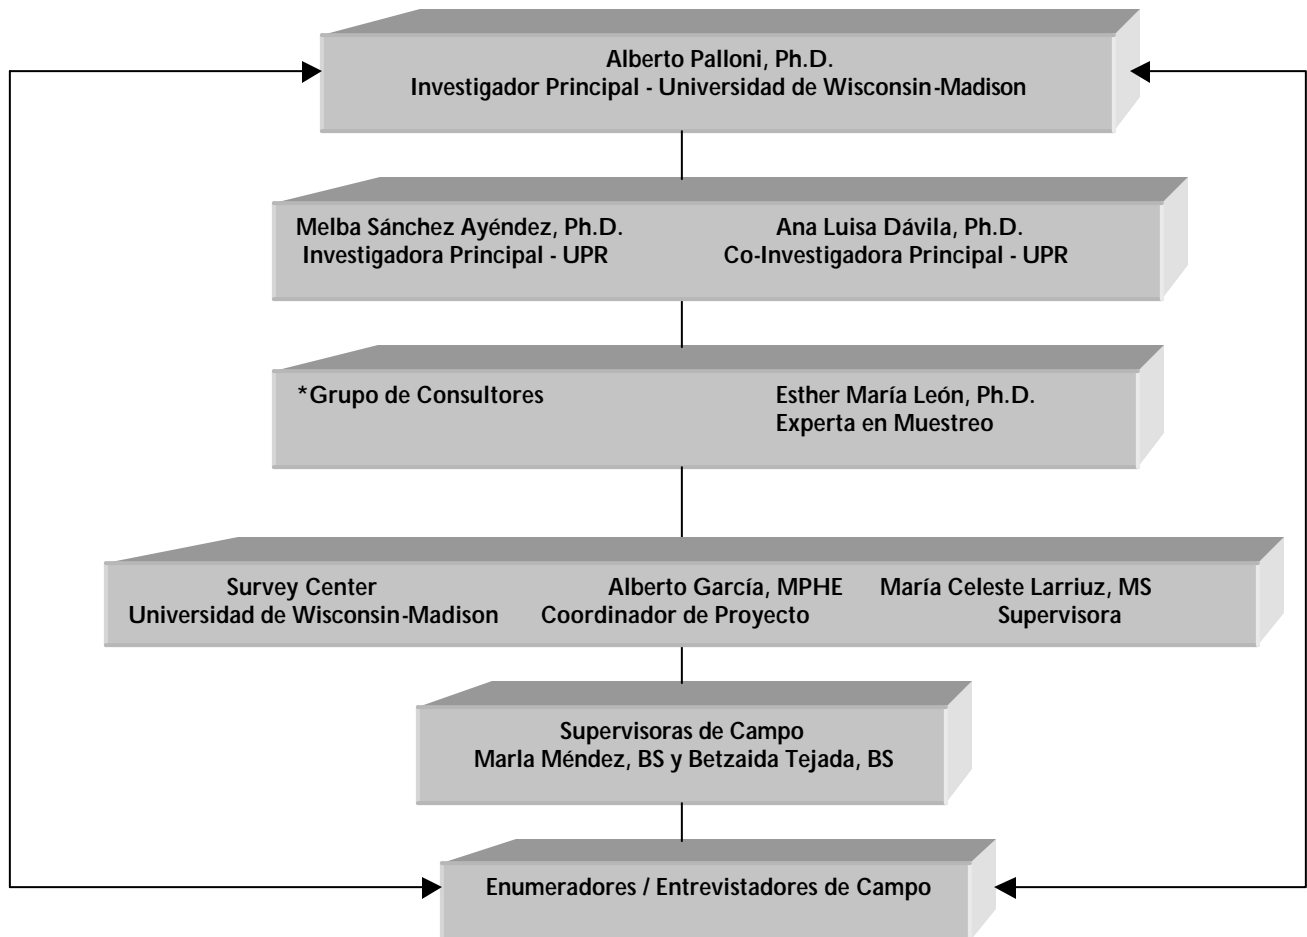 Alberto Palloni, Ph.D.
Investigador Principal - Universidad de Wisconsin-Madison
Melba Sánchez Ayéndez, Ph.D.
Investigadora Principal - UPR
Ana Luisa Dávila, Ph.D.
Co-Investigadora Principal - UPR
*Grupo de Consultores
Esther María León, Ph.D.
Experta en Muestreo
Survey Center
Universidad de Wisconsin-Madison
Alberto García, MPHE
Coordinador de Proyecto
María Celeste Larriuz, MS
Supervisora
Supervisoras de Campo
Marla Méndez, BS y Betzaida Tejada, BS
Enumeradores / Entrevistadores de Campo